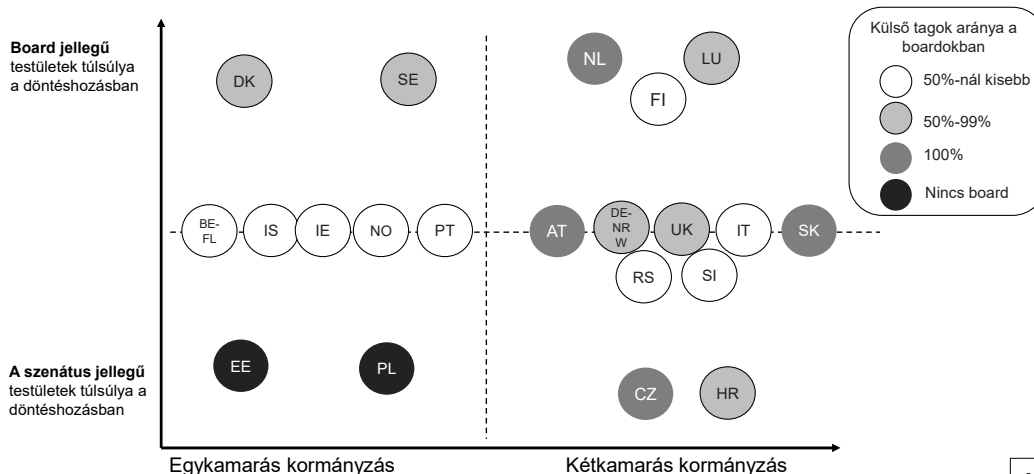 Board jellegű
testületek túlsúlya
a döntéshozásban
DK
SE
NL
LU
FI
Külső tagok aránya a
boardokban
50%-nál kisebb
50%-99%
100%
Nincs board
BE-
FL
IS
IE
NO
PT
AT
DE-
NR
W
UK
IT
SK
RS
SI
EE
PL
CZ
HR
A szenátus jellegű
testületek túlsúlya a
döntéshozásban
Egykamarás kormányzás
Kétkamarás kormányzás